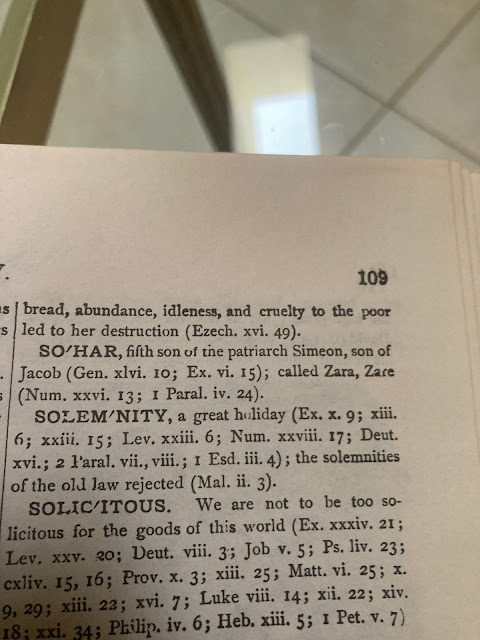 109
bread, abundance, idleness, and cruelty to the poor
led to her destruction (Ezech. xvi. 49).
SO'HAR, fifth son of the patriarch Simeon, son of
Jacob (Gen. xlvi. 10; Ex. vi. 15); called Zara, Zare
(Num. xxvi. 13; 1 Paral. iv. 24).
SOLEM'NITY, a great holiday (Ex. x. 9; xiii.
6; xxiii. 15; Lev. xxiii. 6; Num. xxviii. 17; Deut.
xvi.; 2 Paral. vii., viii.; 1 Esd. iii. 4); the solemnities
of the old law rejected (Mal. ii. 3).
SOLIC'ITOUS. We are not to be too so-
licitous for the goods of this world (Ex. xxxiv. 21;
Lev. xxv. 20; Deut. viii. 3; Job v. 5; Ps. liv. 23;
cxliv. 15, 16; Prov. x. 3; xiii. 25; Matt. vi. 25; x.
9, 29; xiii. 22; xvi. 7; Luke viii. 14; xii. 22; xiv.
18; xxi. 34; Philip. iv. 6; Heb. xiii. 5; 1 Pet. v. 7)